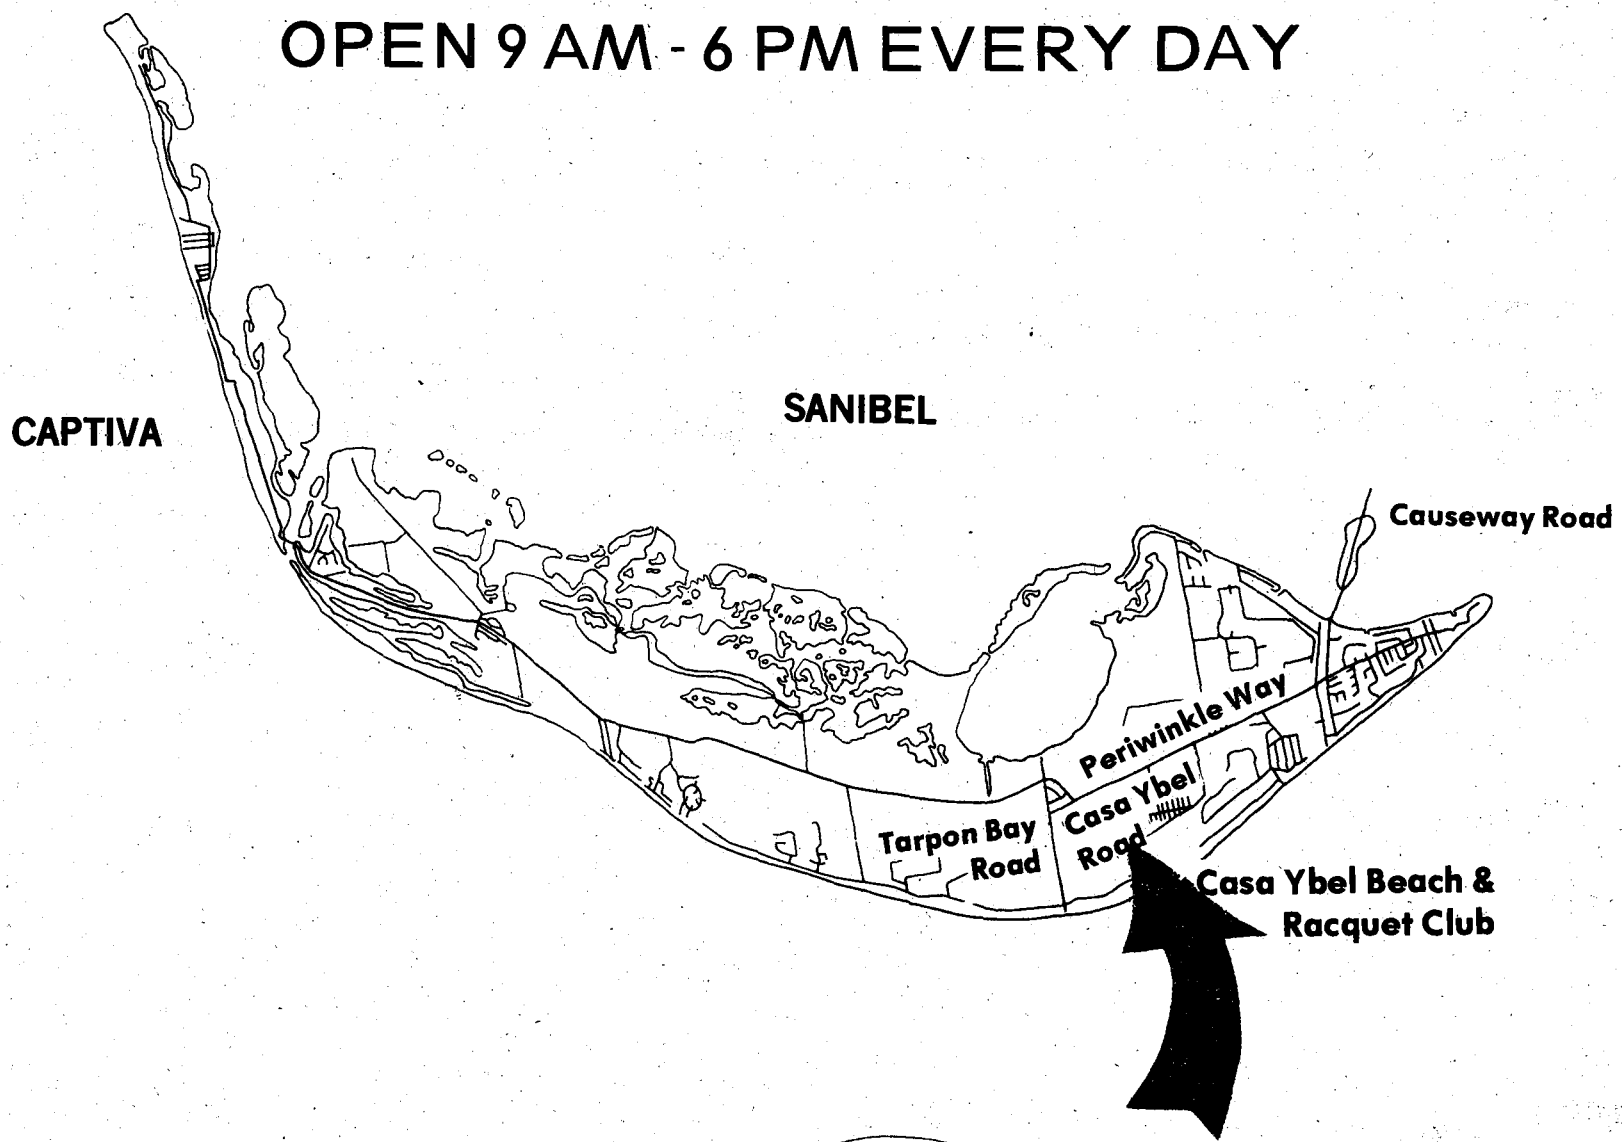 OPEN 9 AM - 6 PM EVERY DAY
SANIBEL
CAPTIVA
Causeway Road
Periwinkle Way
Casa Ybel
Road
Tarpon Bay
Road
Casa Ybel Beach &
Racquet Club